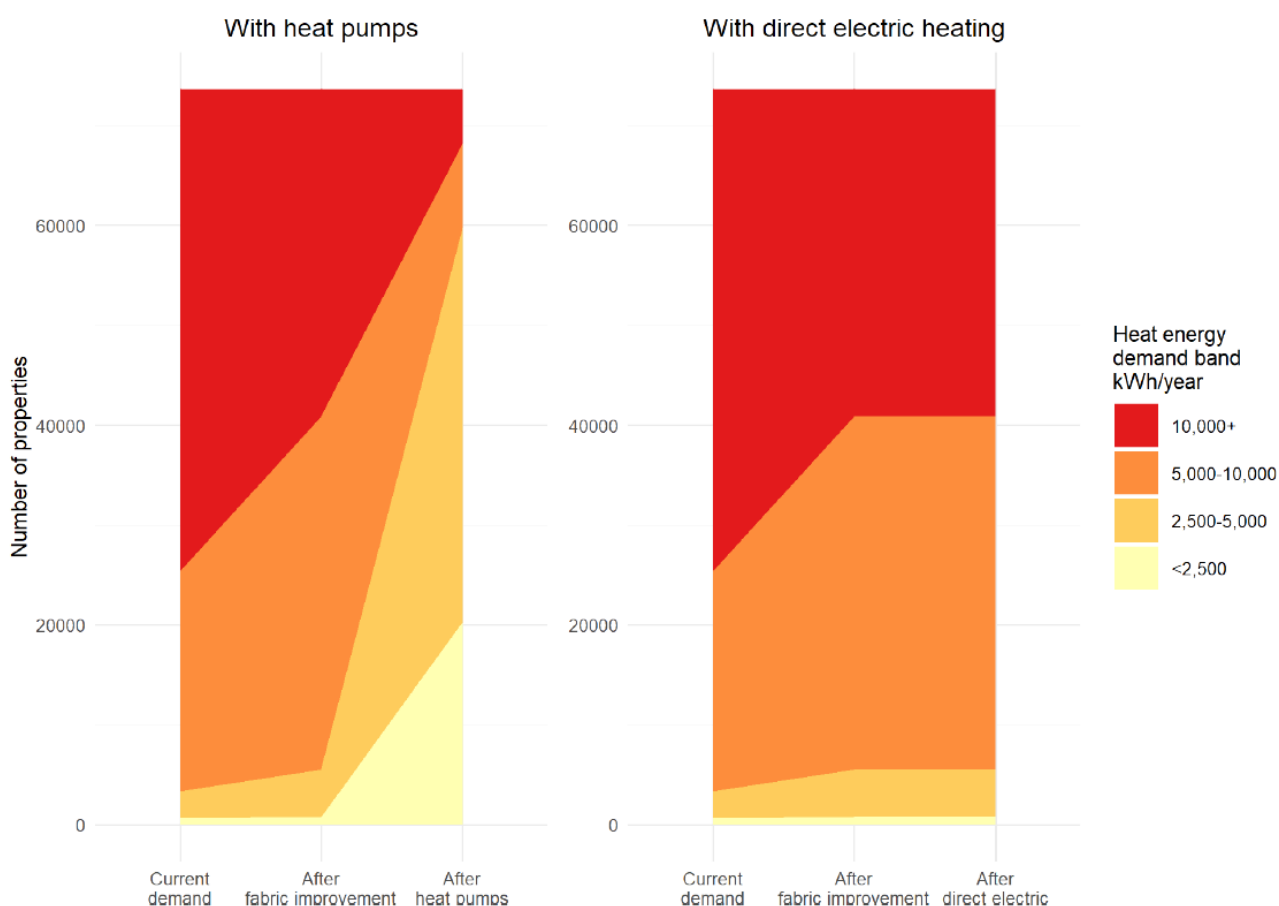 With heat pumps
With direct electric heating
Number of properties
60000
40000
20000
0
Current
demand
After
fabric improvement
After
heat pumps
60000
40000
20000
0
Current
demand
After
fabric improvement
After
direct electric
Heat energy
demand band
kWh/year
10,000+
5,000-10,000
2,500-5,000
<2,500